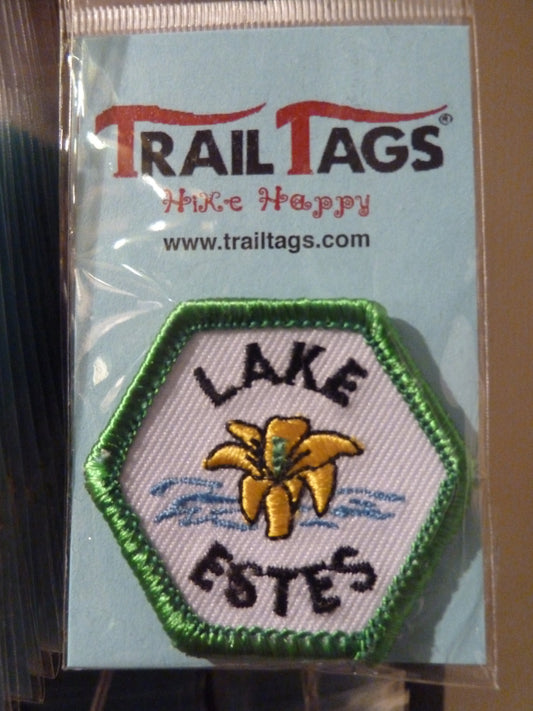 TRAIL TAGS®
Hike Happy
www.trailtags.com
LAKE
ESTES